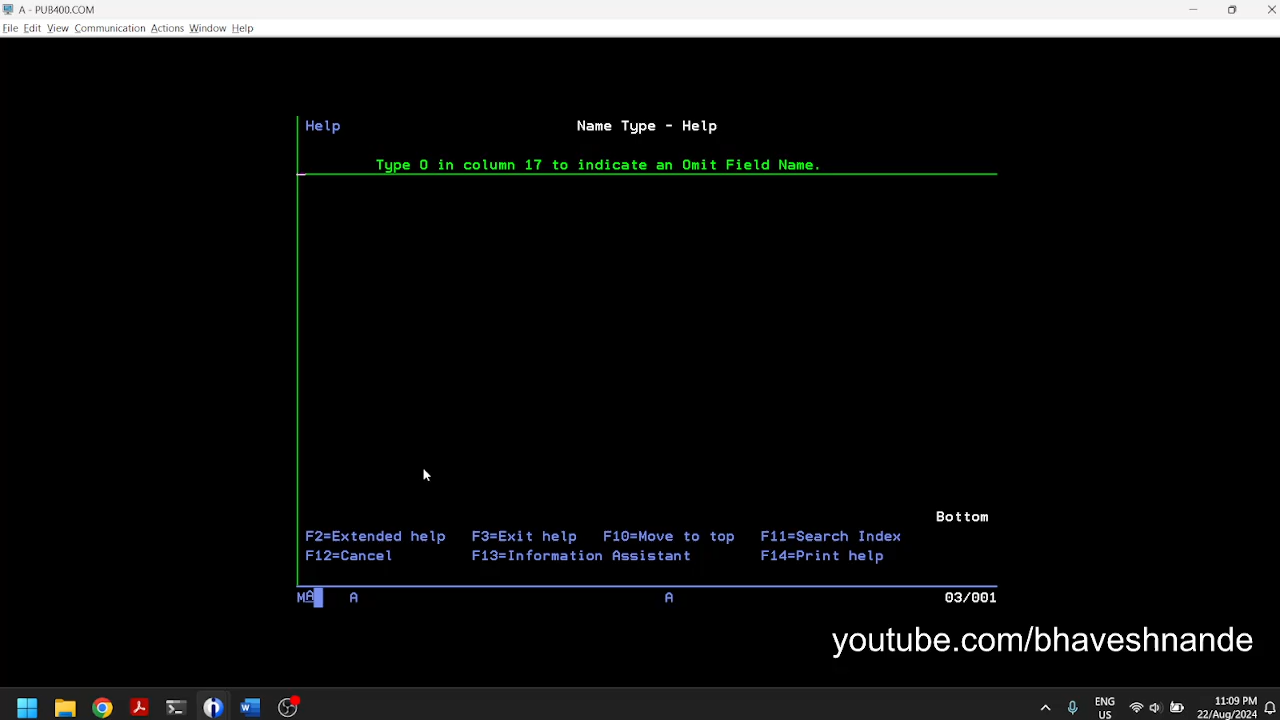 A - PUB400.COM
File Edit View Communication Actions Window Help
Help Name Type - Help
Type O in column 17 to indicate an Omit Field Name.
Bottom
F2=Extended help F3=Exit help F10=Move to top F11=Search Index
F12=Cancel F13=Information Assistant F14=Print help
MA A A 03/001
youtube.com/bhaveshnande
ENG 11:09 PM
US 22/Aug/2024